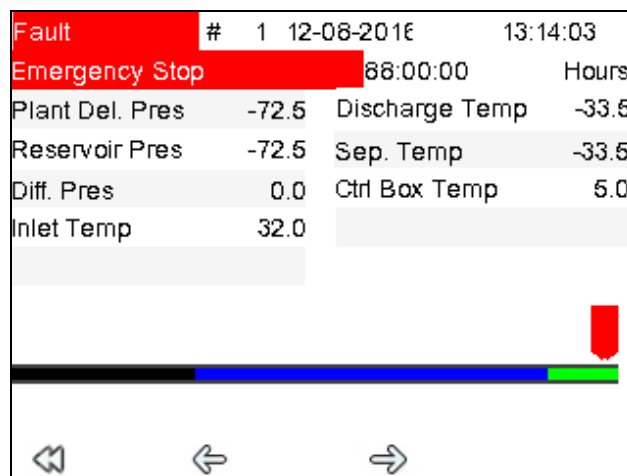 Fault # 1 12-08-2016 13:14:03
Emergency Stop 88:00:00 Hours
Plant Del. Pres -72.5 Discharge Temp -33.5
Reservoir Pres -72.5 Sep. Temp -33.5
Diff. Pres 0.0 Ctrl Box Temp 5.0
Inlet Temp 32.0